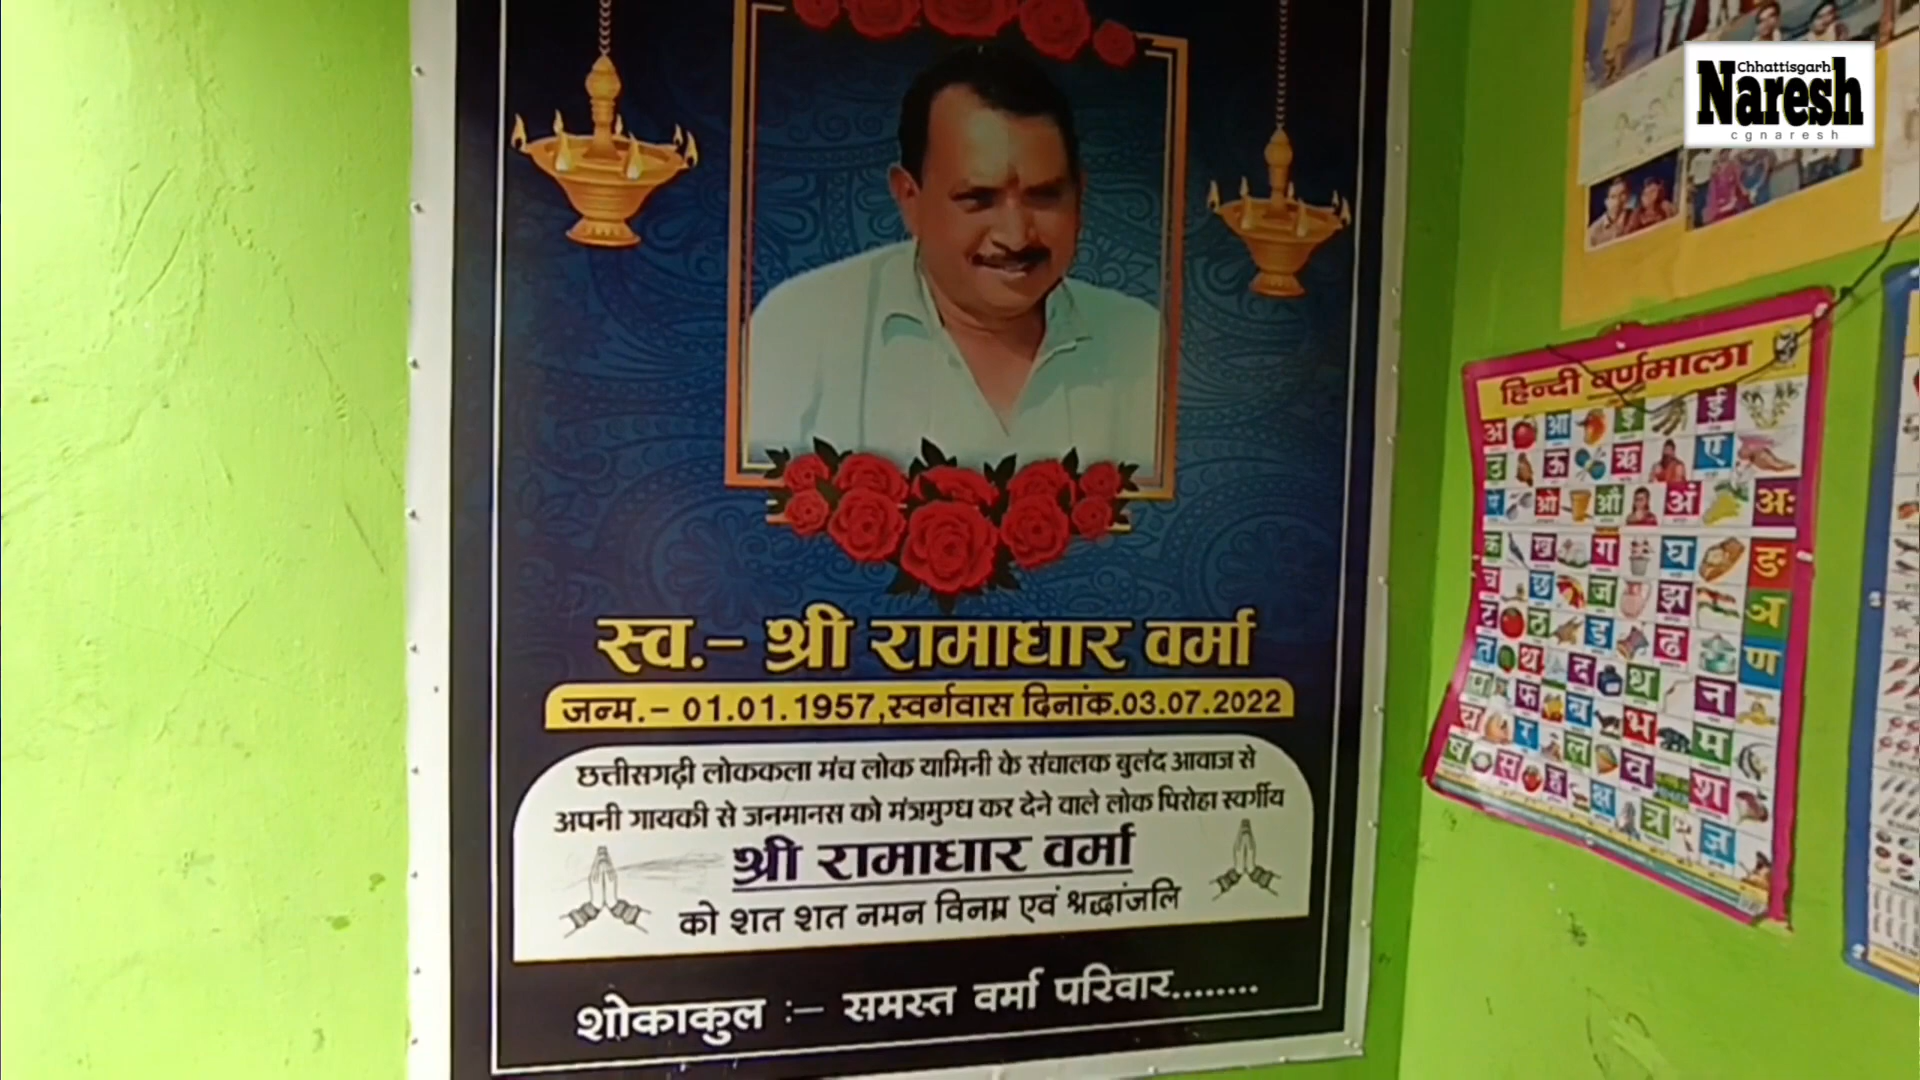 Chhattisgarh
Naresh
cgnaresh
स्व.- श्री रामाधार वर्मा
जन्म.- 01.01.1957,स्वर्गवास दिनांक.03.07.2022
छत्तीसगढ़ी लोककला मंच लोक यामिनी के संचालक बुलंद आवाज से
अपनी गायकी से जनमानस को मंत्रमुग्ध कर देने वाले लोक पिरोहा स्वर्गीय
श्री रामाधार वर्मा
को शत शत नमन विनम्र एवं श्रद्धांजलि
शोकाकुल :- समस्त वर्मा परिवार........
हिन्दी वर्णमाला
अ आ इ ई
उ ऊ ऋ ए
ऐ ओ औ अं अः
क ख ग घ ङ
च छ ज झ ञ
ट ठ ड ढ ण
त थ द ध न
प फ ब भ म
य र ल व श
ष स ह क्ष त्र ज्ञ